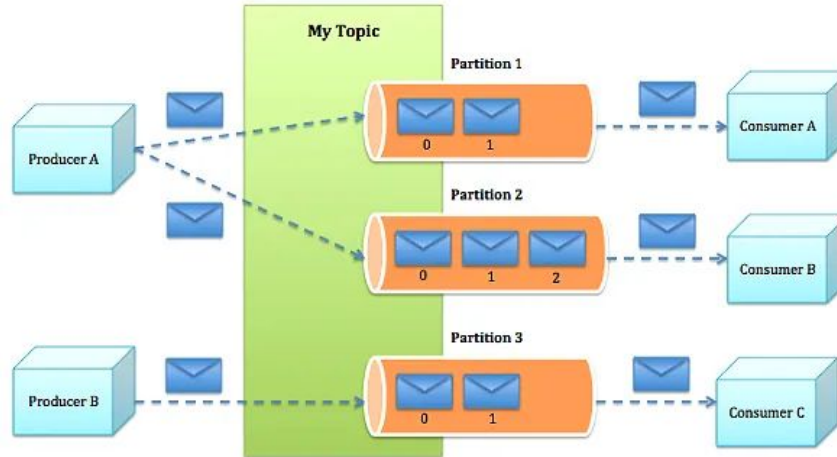 My Topic
Partition 1
Producer A
0 1
Consumer A
Partition 2
0 1 2
Consumer B
Partition 3
Producer B
0 1
Consumer C